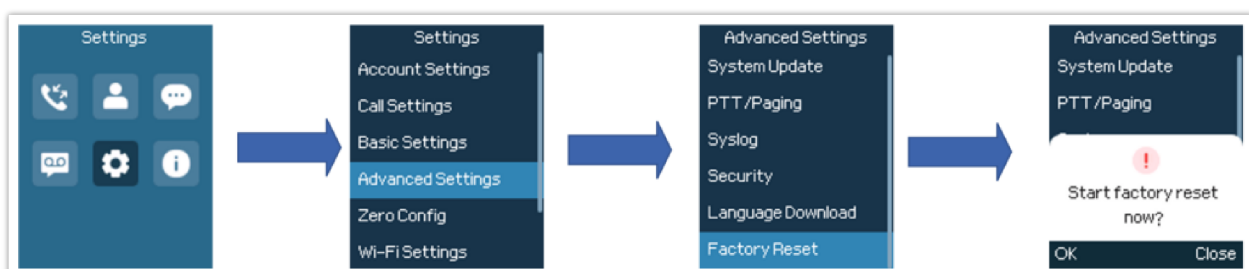 Settings
Settings
Account Settings
Call Settings
Basic Settings
Advanced Settings
Zero Config
Wi-Fi Settings
Advanced Settings
System Update
PTT/Paging
Syslog
Security
Language Download
Factory Reset
Advanced Settings
System Update
PTT/Paging
!
Start factory reset
now?
OK Close